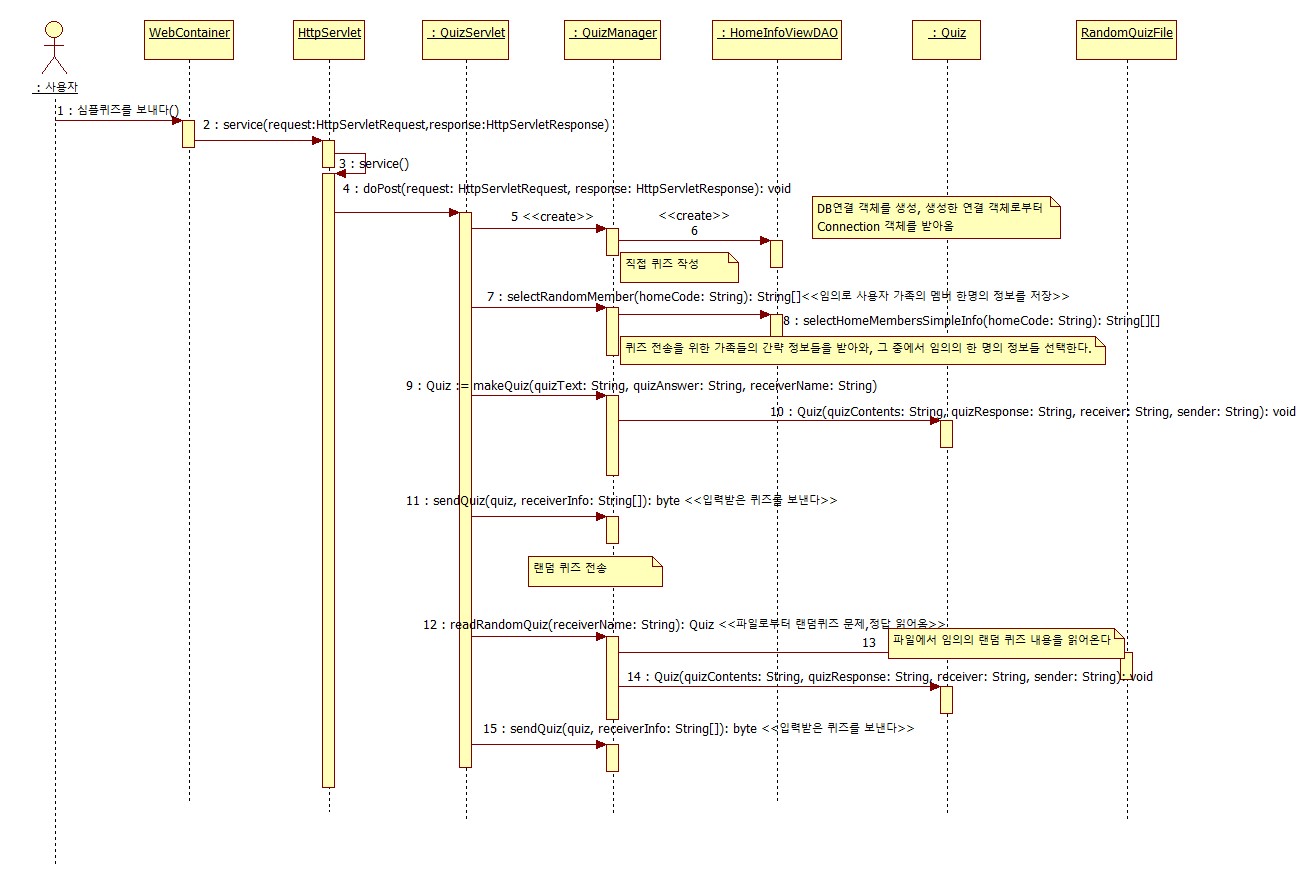 WebContainer
HttpServlet
: QuizServlet
: QuizManager
: HomeInfoViewDAO
: Quiz
RandomQuizFile
: 사용자
1 : 심플퀴즈를 보내다()
2 : service(request:HttpServletRequest,response:HttpServletResponse)
3 : service()
4 : doPost(request: HttpServletRequest, response: HttpServletResponse): void
DB연결 객체를 생성, 생성한 연결 객체로부터
Connection 객체를 받아옴
5 <<create>>
<<create>>
6
직접 퀴즈 작성
7 : selectRandomMember(homeCode: String): String[]<<임의로 사용자 가족의 멤버 한명의 정보를 저장>>
8 : selectHomeMembersSimpleInfo(homeCode: String): String[][]
퀴즈 전송을 위한 가족들의 간략 정보들을 받아와, 그 중에서 임의의 한 명의 정보들 선택한다.
9 : Quiz := makeQuiz(quizText: String, quizAnswer: String, receiverName: String)
10 : Quiz(quizContents: String, quizResponse: String, receiver: String, sender: String): void
11 : sendQuiz(quiz, receiverInfo: String[]): byte <<입력받은 퀴즈를 보낸다>>
랜덤 퀴즈 전송
12 : readRandomQuiz(receiverName: String): Quiz <<파일로부터 랜덤퀴즈 문제,정답 읽어옴>>
13
파일에서 임의의 랜덤 퀴즈 내용을 읽어온다
14 : Quiz(quizContents: String, quizResponse: String, receiver: String, sender: String): void
15 : sendQuiz(quiz, receiverInfo: String[]): byte <<입력받은 퀴즈를 보낸다>>